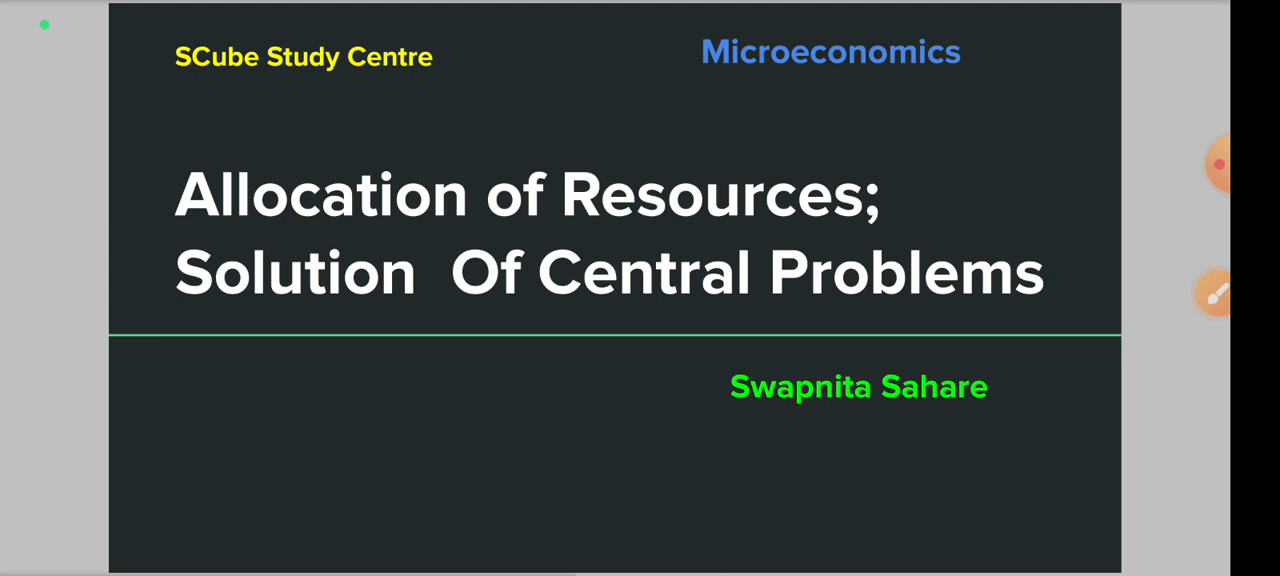 SCube Study Centre
Microeconomics
Allocation of Resources;
Solution Of Central Problems
Swapnita Sahare